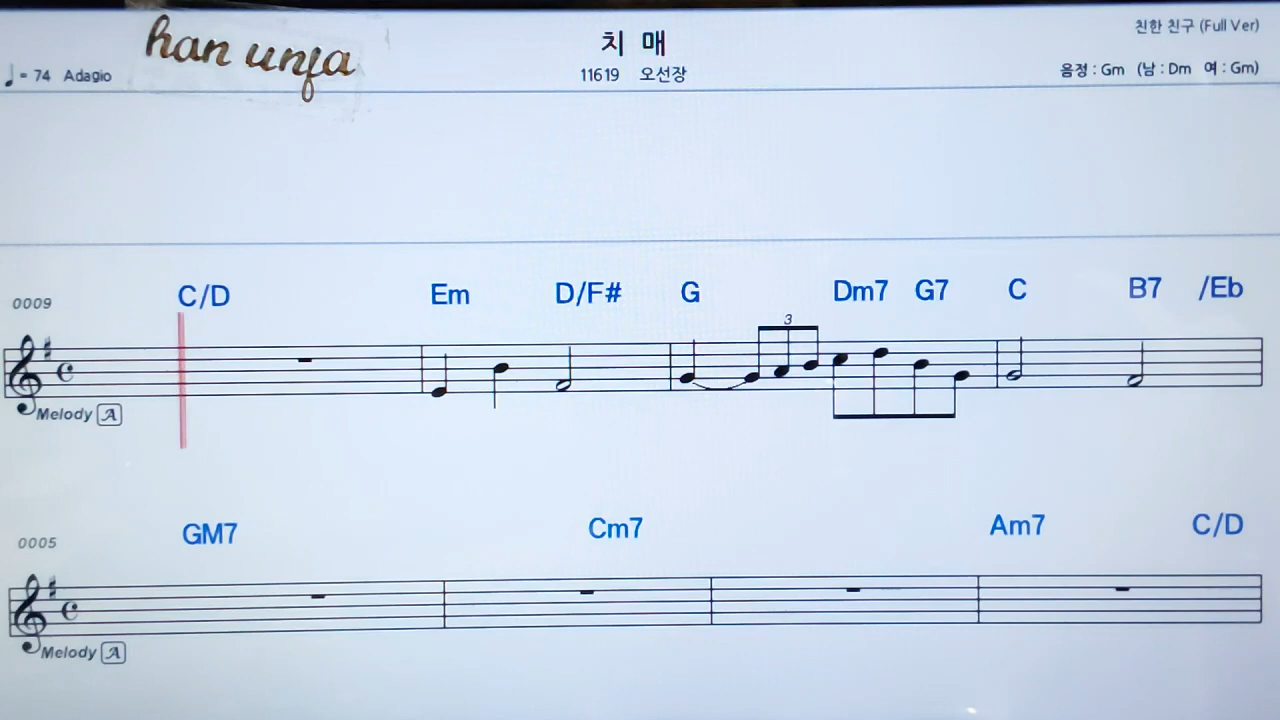 han unja
치 매
친한 친구 (Full Ver)
♩= 74 Adagio
11619 오선장
음정 : Gm (남 : Dm 여 : Gm)
0009 C/D Em D/F# G Dm7 G7 C B7 /Eb
3
Melody A
0005 GM7 Cm7 Am7 C/D
Melody A